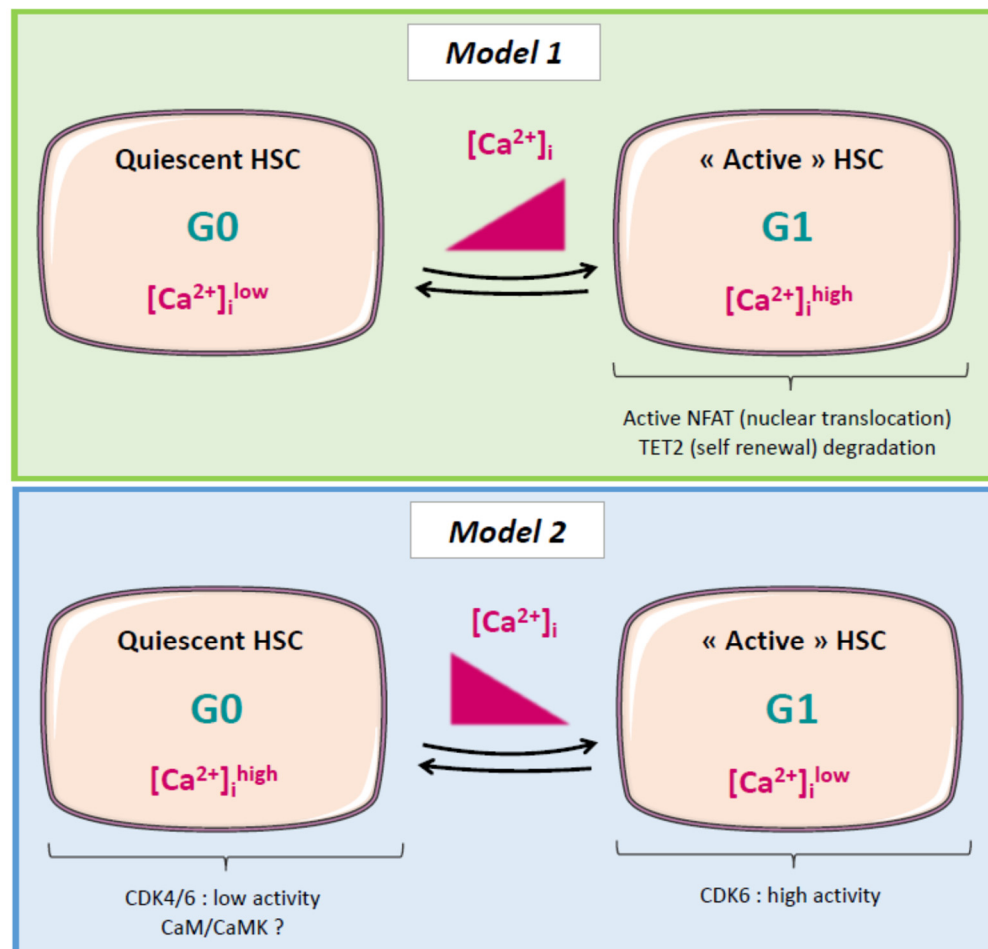 Model 1
Quiescent HSC
G0
[Ca²⁺]ᵢˡᵒʷ
[Ca²⁺]ᵢ
« Active » HSC
G1
[Ca²⁺]ᵢʰⁱᵍʰ
Active NFAT (nuclear translocation)
TET2 (self renewal) degradation
Model 2
Quiescent HSC
G0
[Ca²⁺]ᵢʰⁱᵍʰ
CDK4/6 : low activity
CaM/CaMK ?
[Ca²⁺]ᵢ
« Active » HSC
G1
[Ca²⁺]ᵢˡᵒʷ
CDK6 : high activity